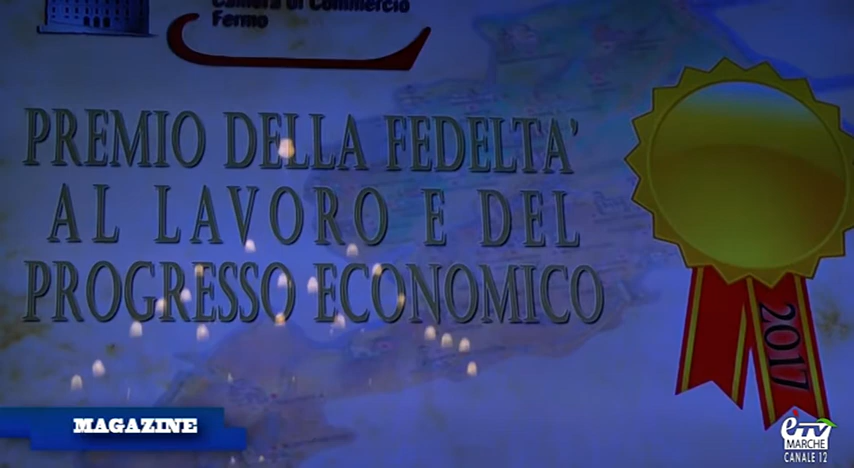 Camera di Commercio
Fermo
PREMIO DELLA FEDELTA'
AL LAVORO E DEL
PROGRESSO ECONOMICO
2017
MAGAZINE
eTV
MARCHE
CANALE 12